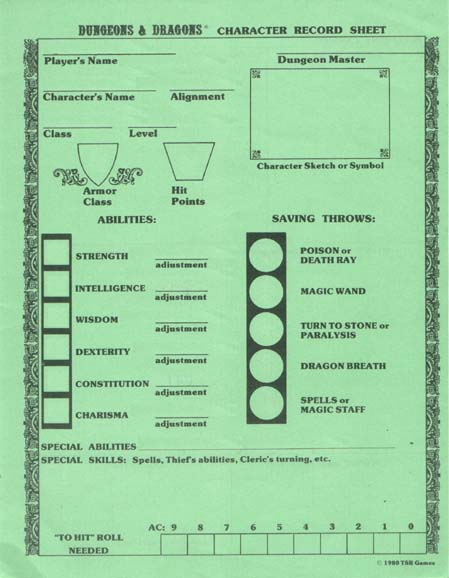 DUNGEONS & DRAGONS® CHARACTER RECORD SHEET
Player's Name Dungeon Master
Character's Name Alignment
Class Level
Character Sketch or Symbol
Armor Class Hit Points
ABILITIES: SAVING THROWS:
STRENGTH adjustment POISON or DEATH RAY
INTELLIGENCE adjustment MAGIC WAND
WISDOM adjustment TURN TO STONE or PARALYSIS
DEXTERITY adjustment DRAGON BREATH
CONSTITUTION adjustment SPELLS or MAGIC STAFF
CHARISMA adjustment
SPECIAL ABILITIES
SPECIAL SKILLS: Spells, Thief's abilities, Cleric's turning, etc.
AC: 9 8 7 6 5 4 3 2 1 0
"TO HIT" ROLL
NEEDED
© 1980 TSR Games